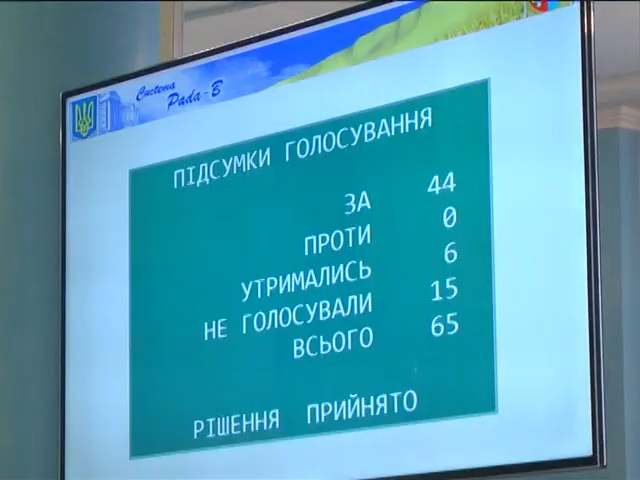 Система
Рада-В
ПІДСУМКИ ГОЛОСУВАННЯ
ЗА 44
ПРОТИ 0
УТРИМАЛИСЬ 6
НЕ ГОЛОСУВАЛИ 15
ВСЬОГО 65
РІШЕННЯ ПРИЙНЯТО